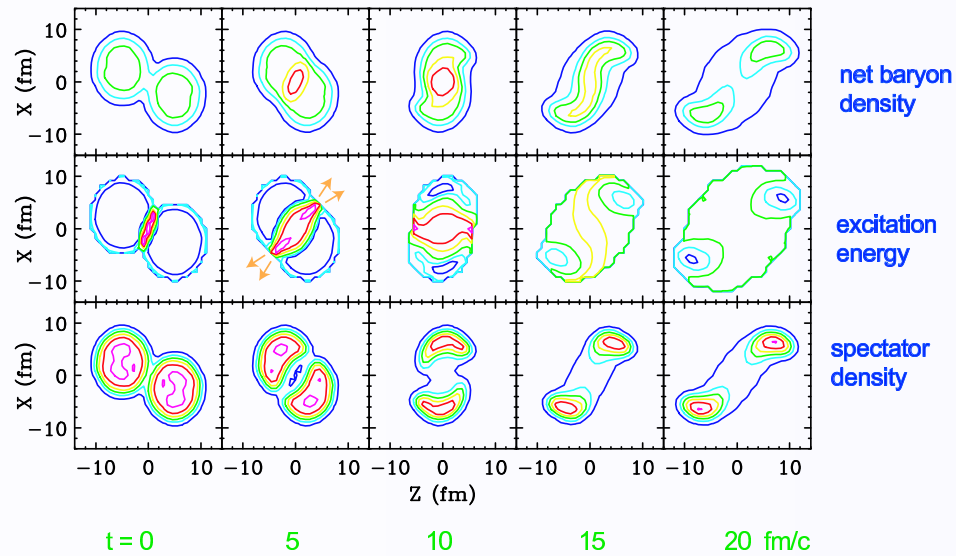 10
0
−10
X (fm)
net baryon
density
10
0
−10
X (fm)
excitation
energy
10
0
−10
X (fm)
spectator
density
−10 0 10 −10 0 10 −10 0 10 −10 0 10 −10 0 10
Z (fm)
t = 0 5 10 15 20 fm/c